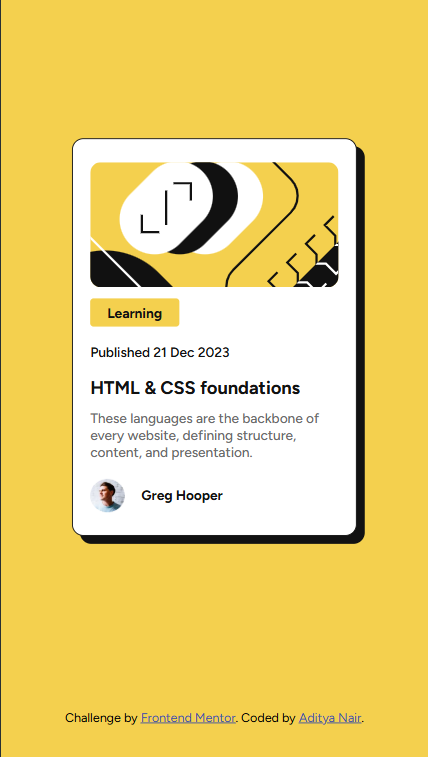 Learning
Published 21 Dec 2023
HTML & CSS foundations
These languages are the backbone of
every website, defining structure,
content, and presentation.
Greg Hooper
Challenge by Frontend Mentor. Coded by Aditya Nair.